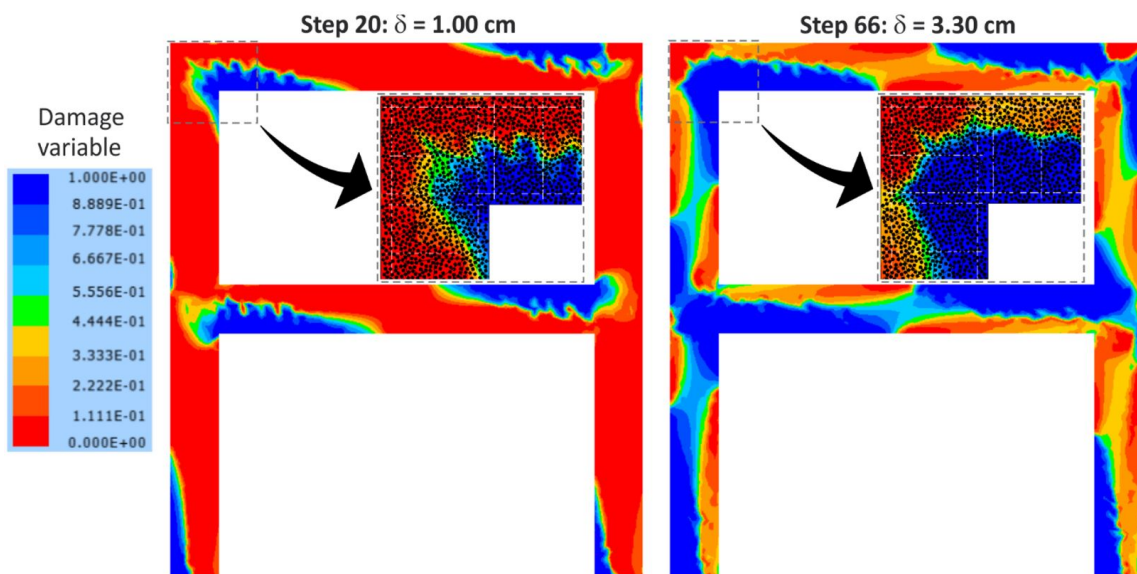 Step 20: δ = 1.00 cm
Step 66: δ = 3.30 cm
Damage
variable
1.000E+00
8.889E-01
7.778E-01
6.667E-01
5.556E-01
4.444E-01
3.333E-01
2.222E-01
1.111E-01
0.000E+00